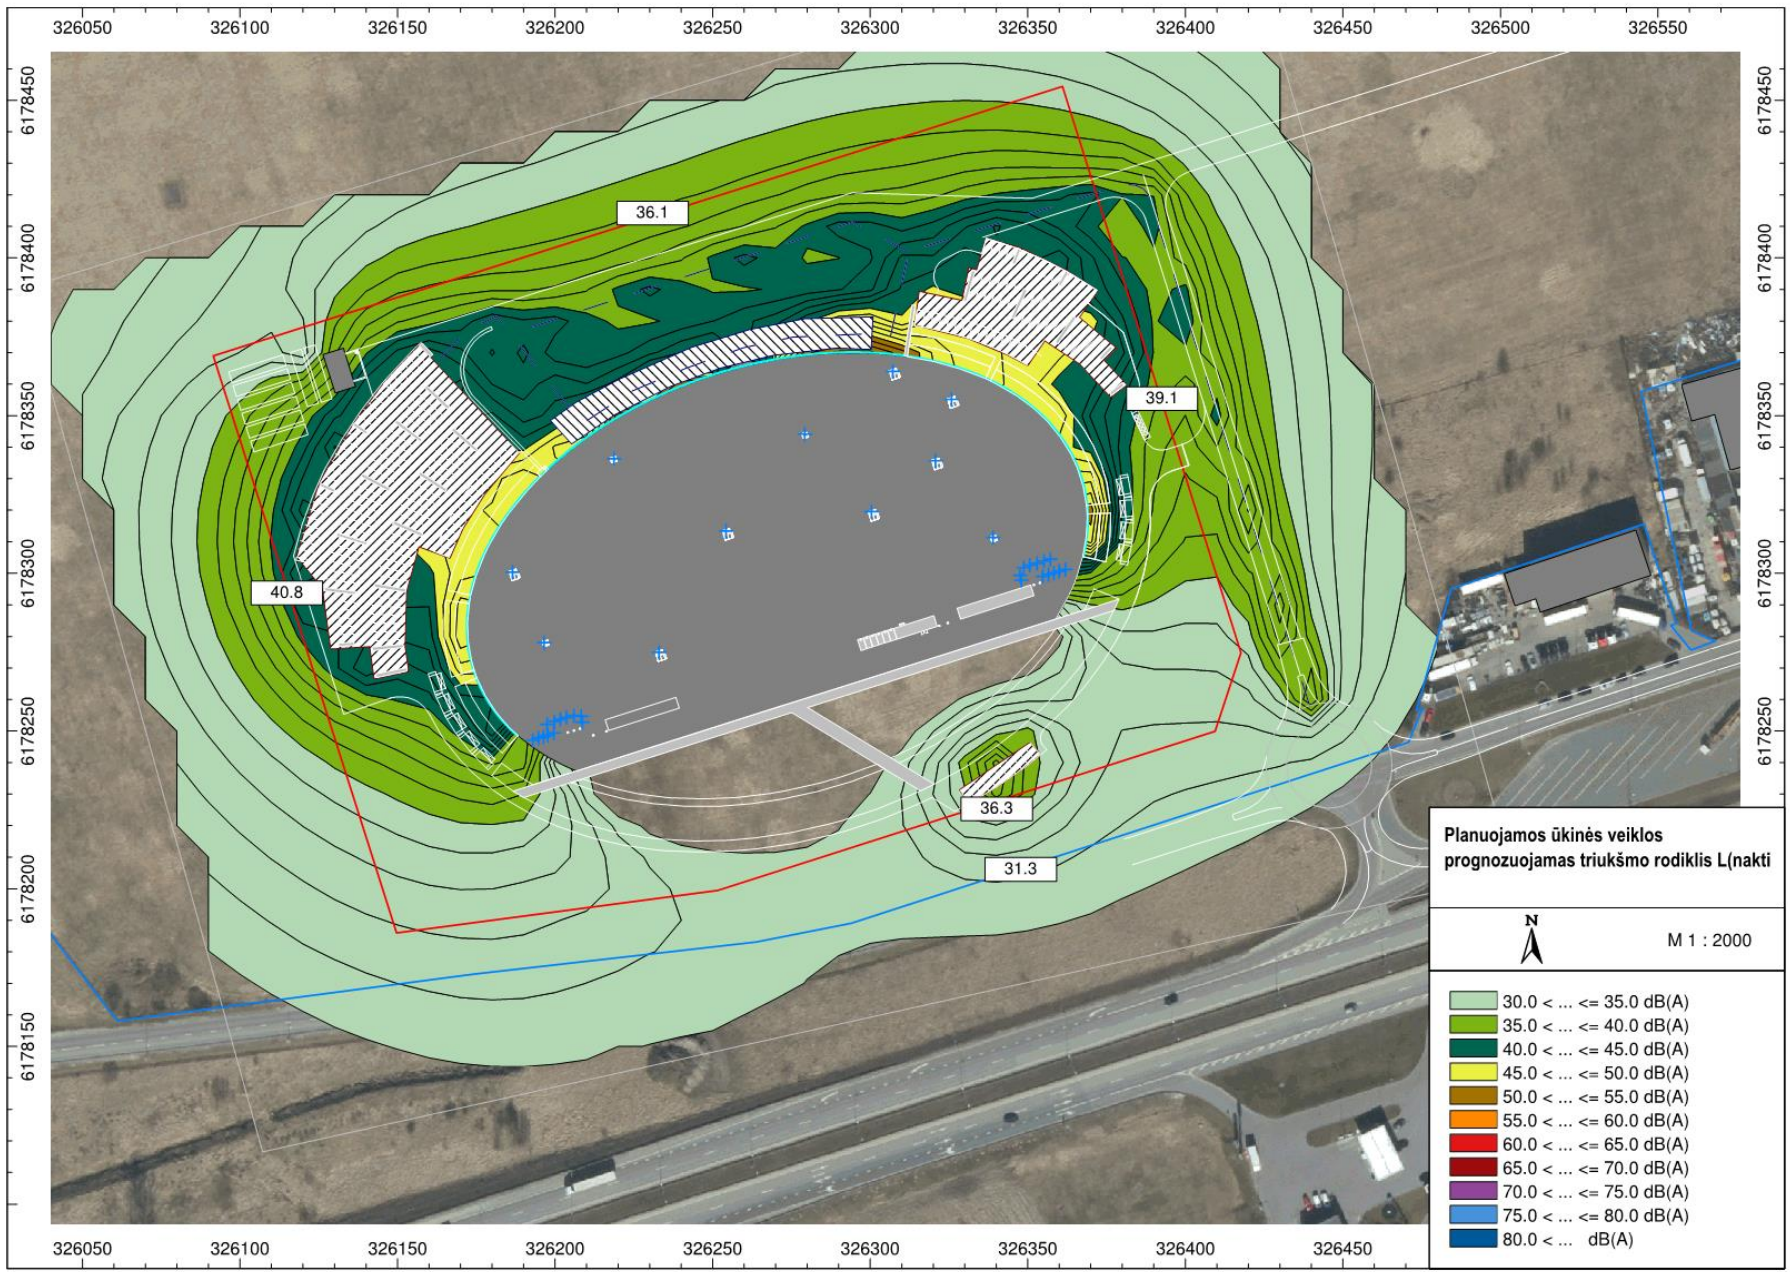 326050 326100 326150 326200 326250 326300 326350 326400 326450 326500 326550
6178450
6178400
6178350
6178300
6178250
6178200
6178150
6178450
6178400
6178350
6178300
6178250
36.1
39.1
40.8
36.3
31.3
Planuojamos ūkinės veiklos
prognozuojamas triukšmo rodiklis L(nakti
N
M 1 : 2000
30.0 < ... <= 35.0 dB(A)
35.0 < ... <= 40.0 dB(A)
40.0 < ... <= 45.0 dB(A)
45.0 < ... <= 50.0 dB(A)
50.0 < ... <= 55.0 dB(A)
55.0 < ... <= 60.0 dB(A)
60.0 < ... <= 65.0 dB(A)
65.0 < ... <= 70.0 dB(A)
70.0 < ... <= 75.0 dB(A)
75.0 < ... <= 80.0 dB(A)
80.0 < ... dB(A)
326050 326100 326150 326200 326250 326300 326350 326400 326450